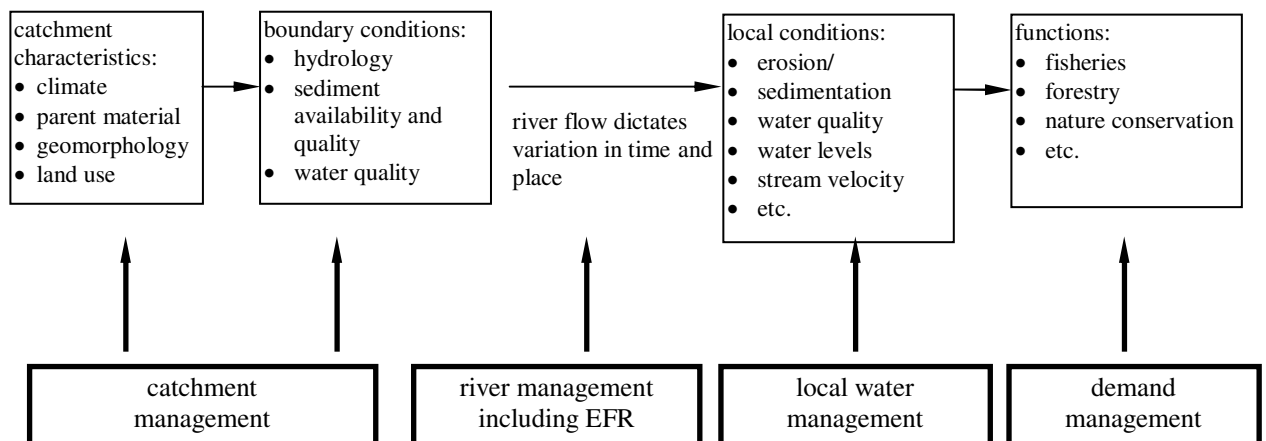 catchment
characteristics:
• climate
• parent material
• geomorphology
• land use
boundary conditions:
• hydrology
• sediment
availability and
quality
• water quality
river flow dictates
variation in time and
place
local conditions:
• erosion/
• sedimentation
• water quality
• water levels
• stream velocity
• etc.
functions:
• fisheries
• forestry
• nature conservation
• etc.
catchment
management
river management
including EFR
local water
management
demand
management